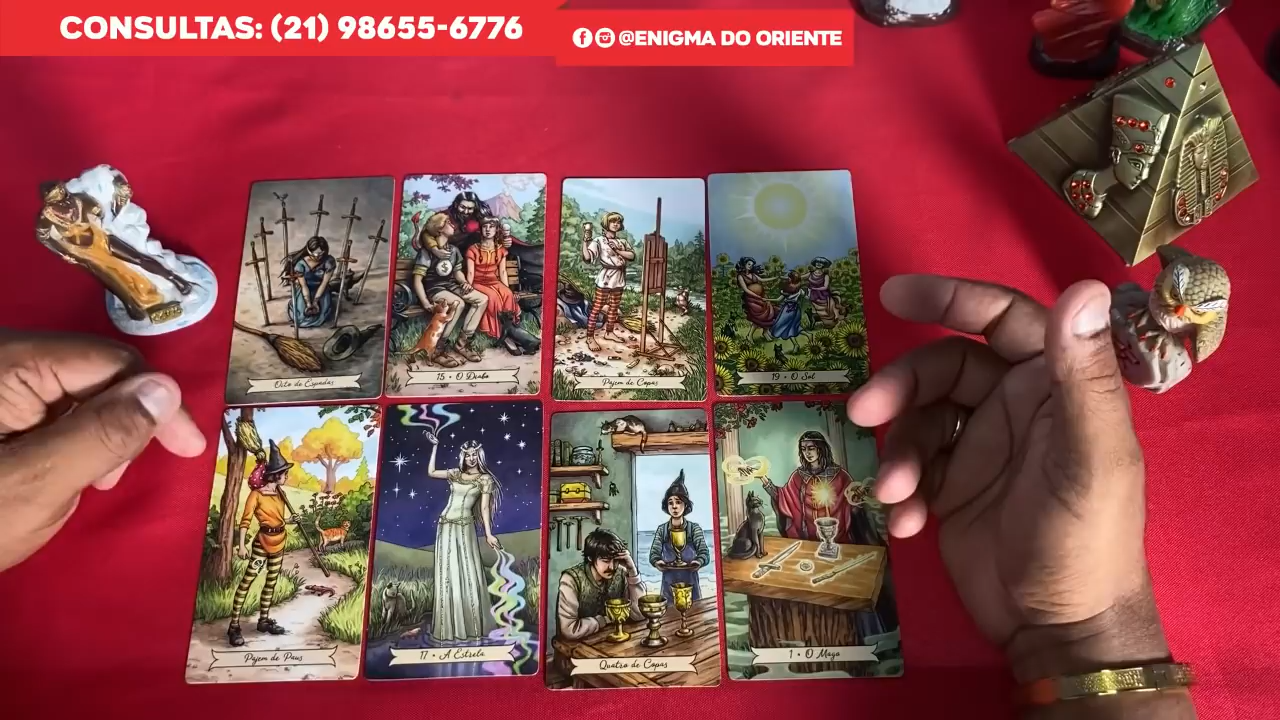 CONSULTAS: (21) 98655-6776
@ENIGMA DO ORIENTE
Oito de Espadas
15 • O Diabo
Pajem de Copas
19 • O Sol
Pajem de Paus
17 • A Estrela
Quatro de Copas
1 • O Mago